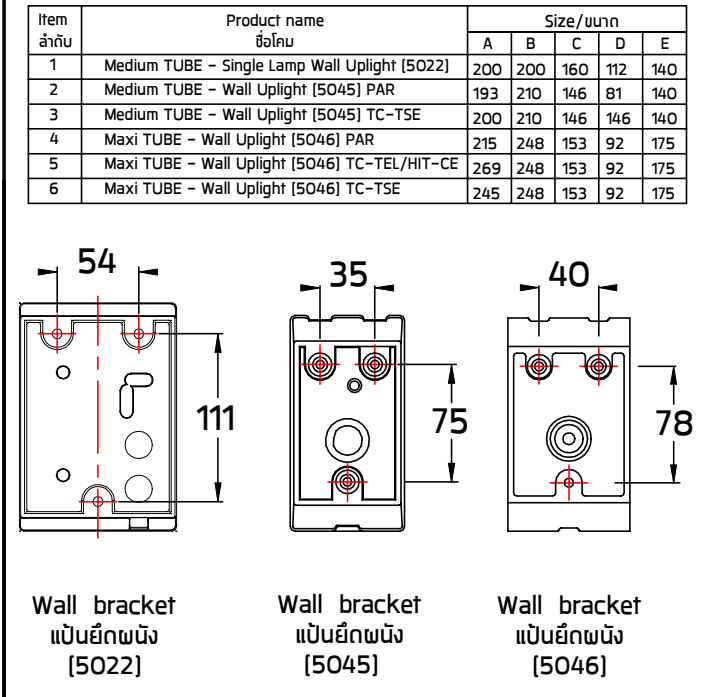 Item Product name Size/ขนาด
ลำดับ ชื่อโคม A B C D E
1 Medium TUBE - Single Lamp Wall Uplight (5022) 200 200 160 112 140
2 Medium TUBE - Wall Uplight (5045) PAR 193 210 146 81 140
3 Medium TUBE - Wall Uplight (5045) TC-TSE 200 210 146 146 140
4 Maxi TUBE - Wall Uplight (5046) PAR 215 248 153 92 175
5 Maxi TUBE - Wall Uplight (5046) TC-TEL/HIT-CE 269 248 153 92 175
6 Maxi TUBE - Wall Uplight (5046) TC-TSE 245 248 153 92 175
54 35 40
111 75 78
Wall bracket Wall bracket Wall bracket
แป้นยึดผนัง แป้นยึดผนัง แป้นยึดผนัง
(5022) (5045) (5046)